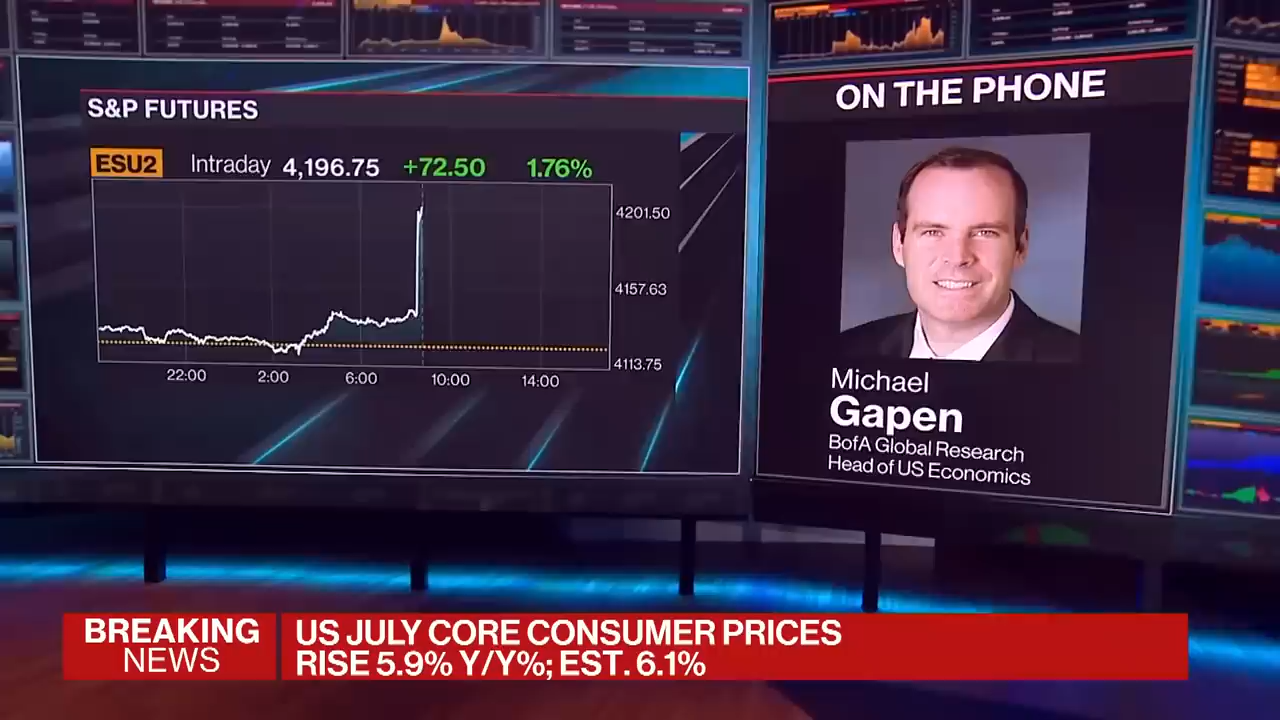 S&P FUTURES
ESU2 Intraday 4,196.75 +72.50 1.76%
4201.50
4157.63
4113.75
22:00 2:00 6:00 10:00 14:00
ON THE PHONE
Michael
Gapen
BofA Global Research
Head of US Economics
BREAKING
NEWS
US JULY CORE CONSUMER PRICES
RISE 5.9% Y/Y%; EST. 6.1%